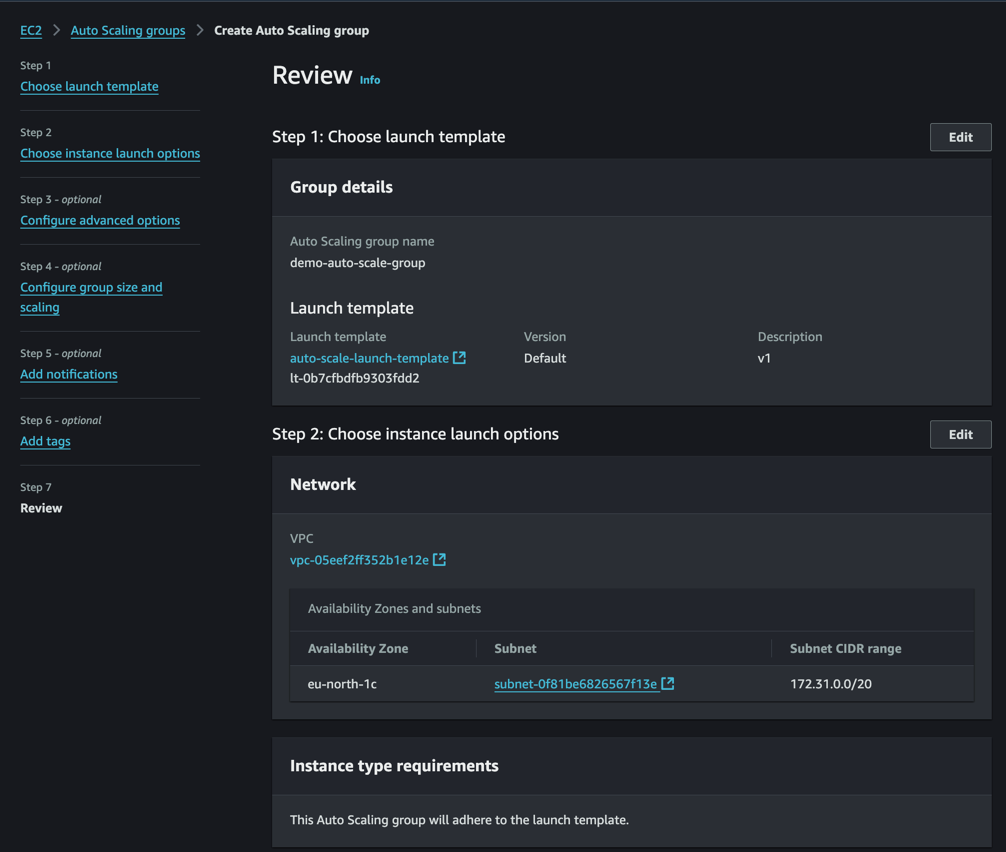 EC2 > Auto Scaling groups > Create Auto Scaling group
Step 1
Choose launch template
Step 2
Choose instance launch options
Step 3 - optional
Configure advanced options
Step 4 - optional
Configure group size and
scaling
Step 5 - optional
Add notifications
Step 6 - optional
Add tags
Step 7
Review
Review Info
Step 1: Choose launch template
Edit
Group details
Auto Scaling group name
demo-auto-scale-group
Launch template
Launch template Version Description
auto-scale-launch-template Default v1
lt-0b7cfbdfb9303fdd2
Step 2: Choose instance launch options
Edit
Network
VPC
vpc-05eef2ff352b1e12e
Availability Zones and subnets
Availability Zone Subnet Subnet CIDR range
eu-north-1c subnet-0f81be6826567f13e 172.31.0.0/20
Instance type requirements
This Auto Scaling group will adhere to the launch template.